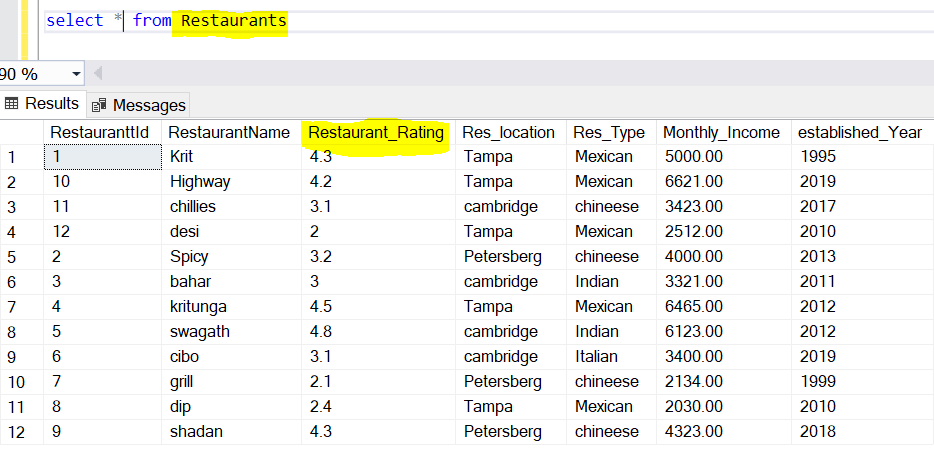 select * from Restaurants
90 %
Results Messages
RestauranttId RestaurantName Restaurant_Rating Res_location Res_Type Monthly_Income established_Year
1 1 Krit 4.3 Tampa Mexican 5000.00 1995
2 10 Highway 4.2 Tampa Mexican 6621.00 2019
3 11 chillies 3.1 cambridge chineese 3423.00 2017
4 12 desi 2 Tampa Mexican 2512.00 2010
5 2 Spicy 3.2 Petersberg chineese 4000.00 2013
6 3 bahar 3 cambridge Indian 3321.00 2011
7 4 kritunga 4.5 Tampa Mexican 6465.00 2012
8 5 swagath 4.8 cambridge Indian 6123.00 2012
9 6 cibo 3.1 cambridge Italian 3400.00 2019
10 7 grill 2.1 Petersberg chineese 2134.00 1999
11 8 dip 2.4 Tampa Mexican 2030.00 2010
12 9 shadan 4.3 Petersberg chineese 4323.00 2018